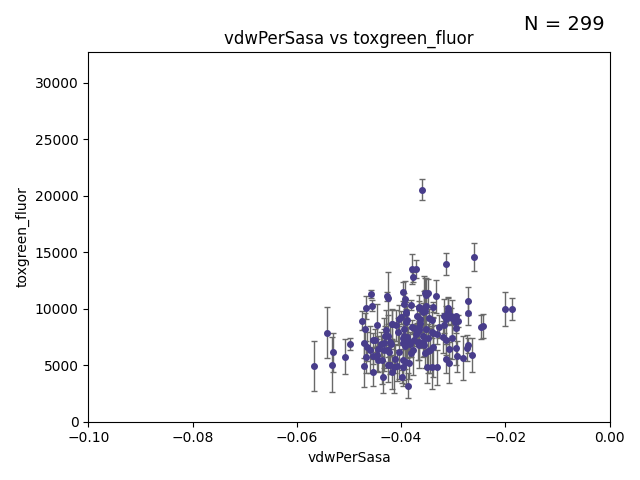 N = 299
vdwPerSasa vs toxgreen_fluor
30000
25000
20000
15000
10000
5000
0
toxgreen_fluor
−0.10 −0.08 −0.06 −0.04 −0.02 0.00
vdwPerSasa